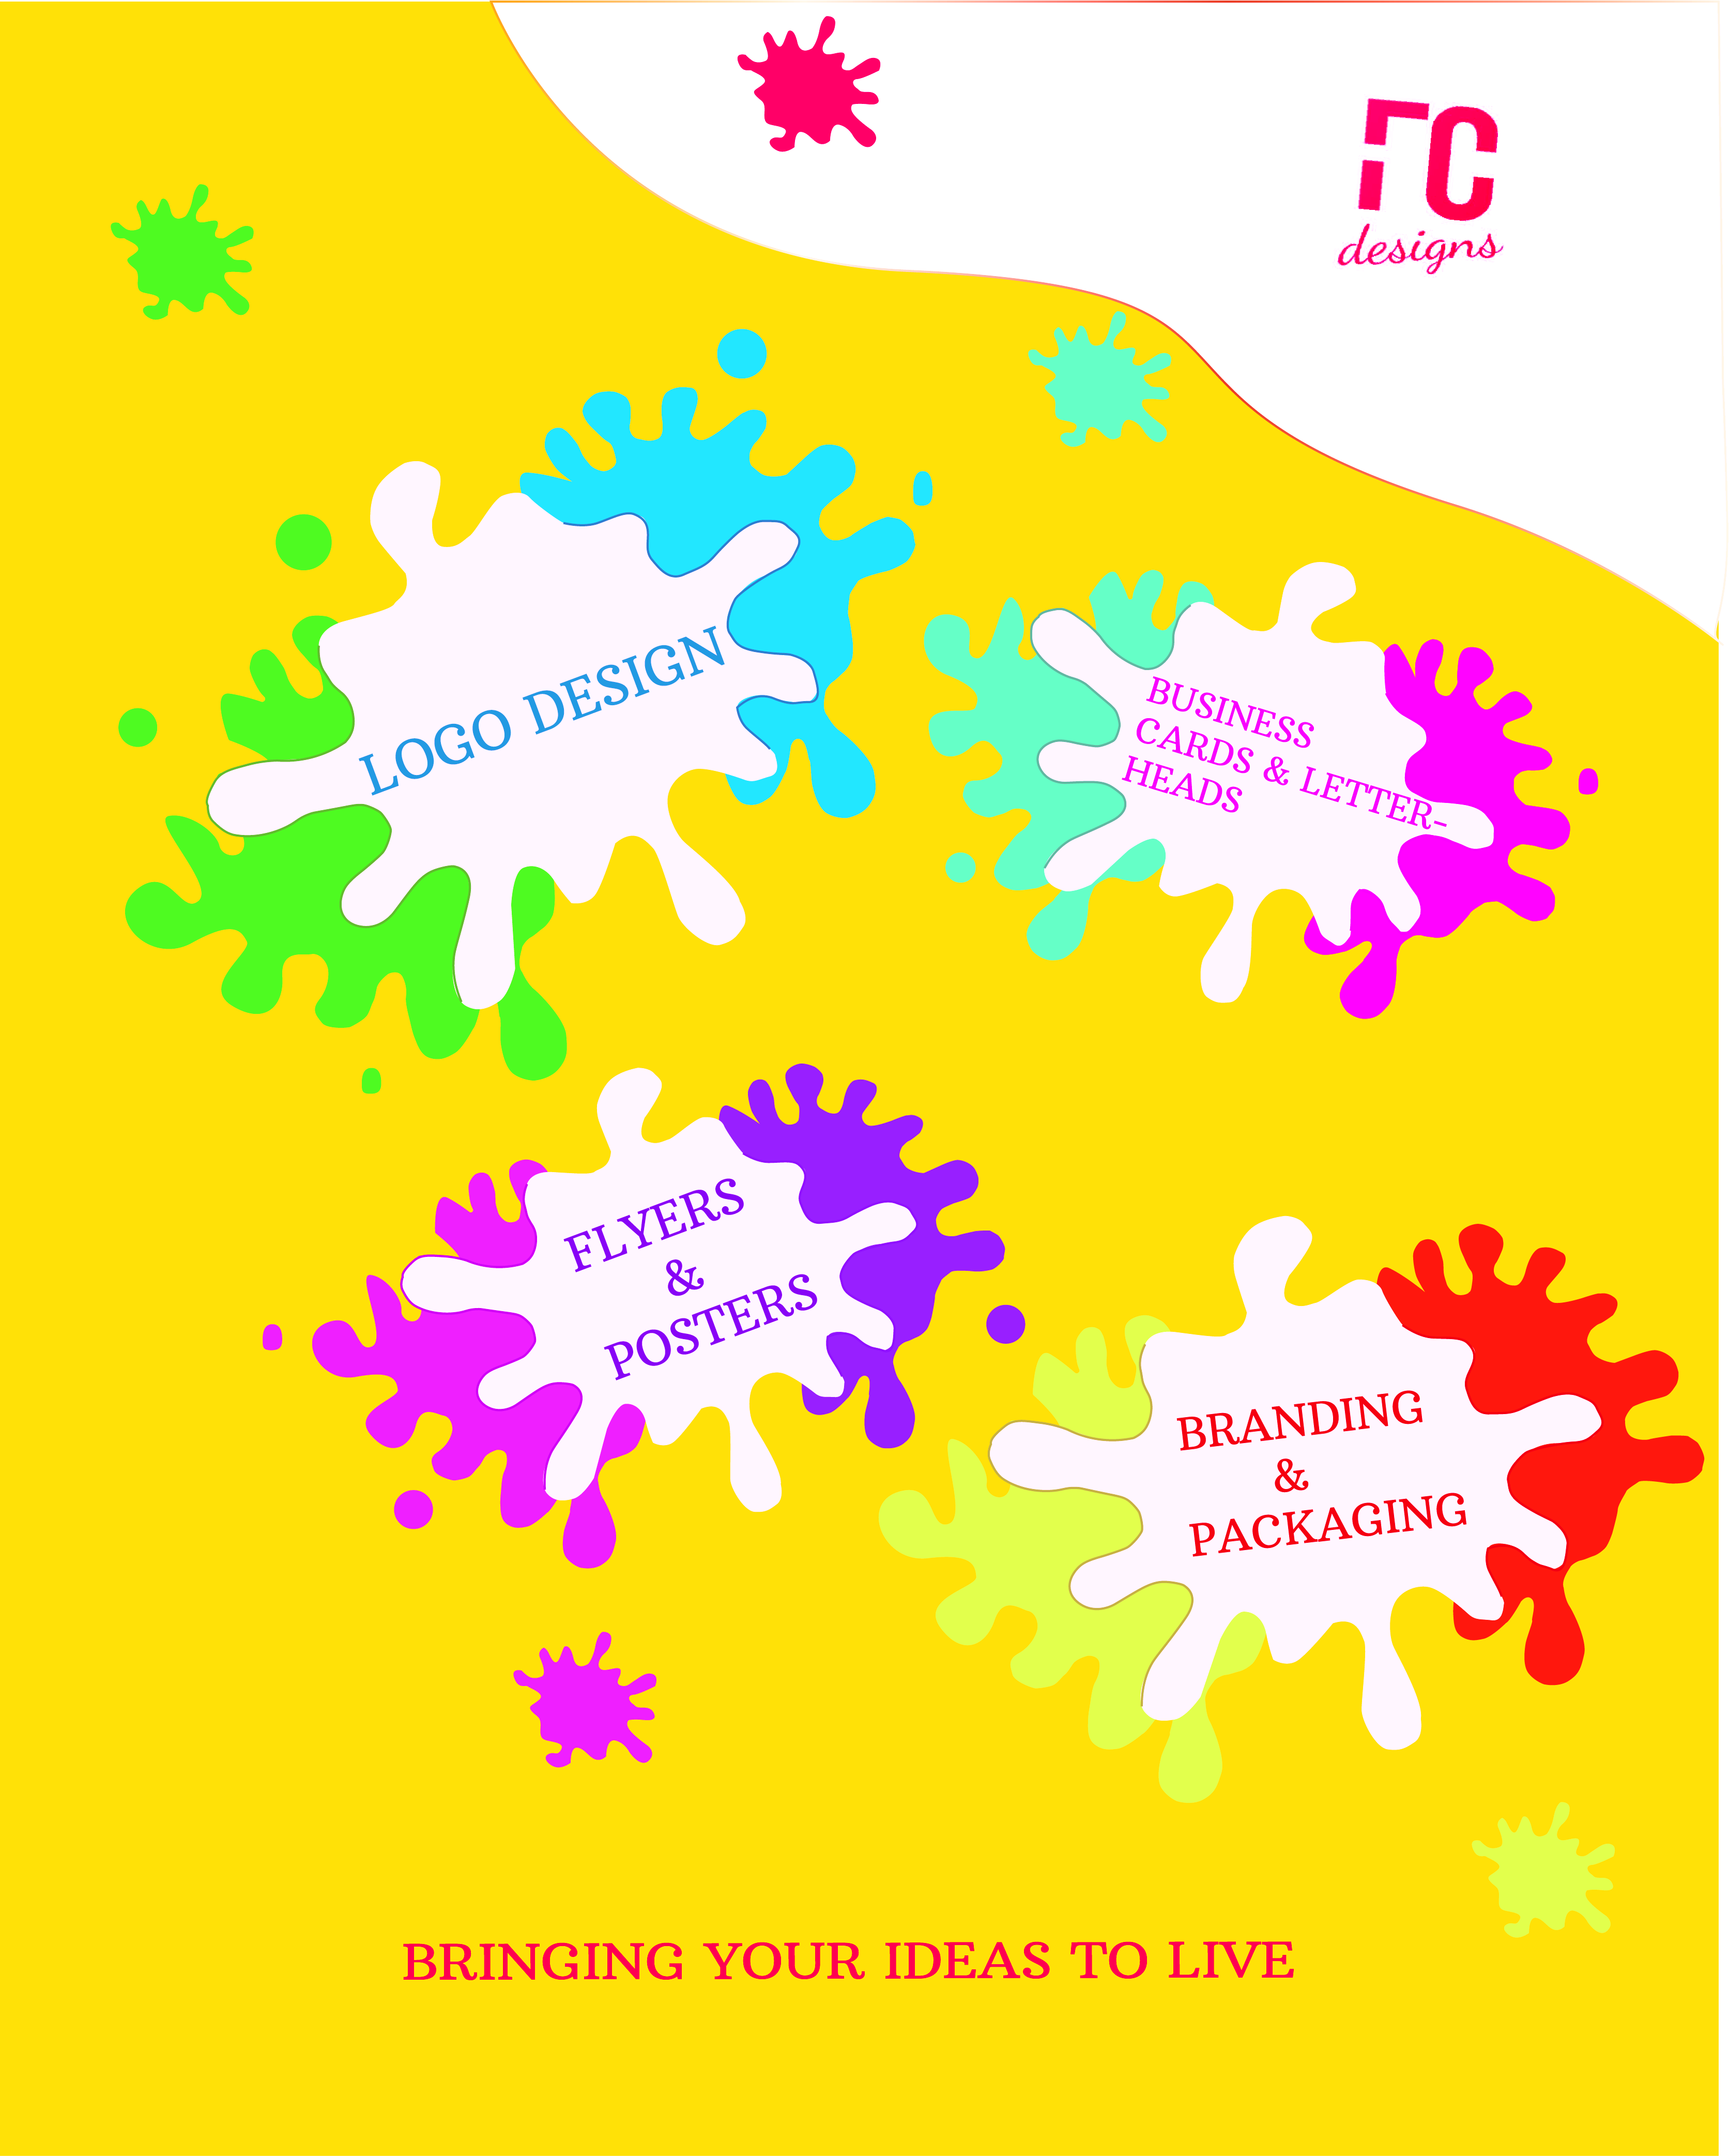 FC
designs
LOGO DESIGN
BUSINESS
CARDS & LETTER-
HEADS
FLYERS
&
POSTERS
BRANDING
&
PACKAGING
BRINGING YOUR IDEAS TO LIVE